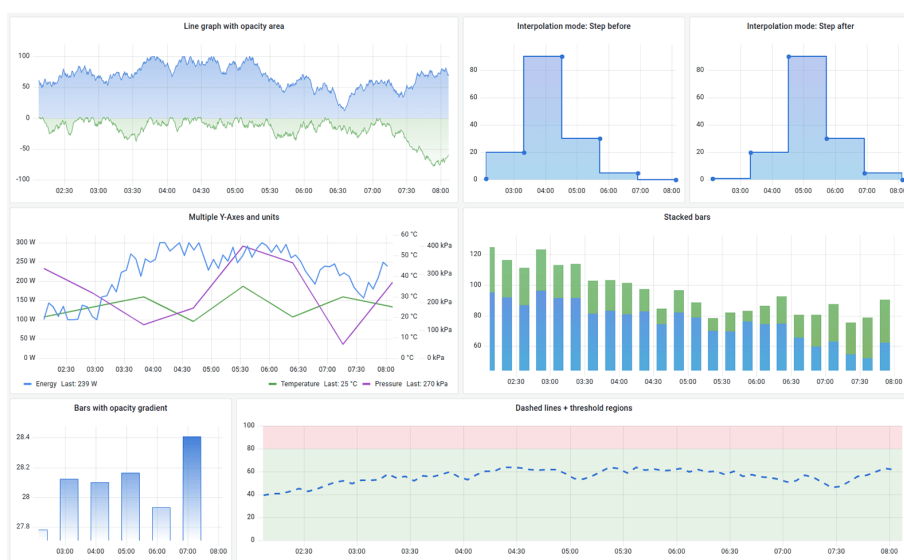 Line graph with opacity area
100
50
0
-50
-100
02:30 03:00 03:30 04:00 04:30 05:00 05:30 06:00 06:30 07:00 07:30 08:00
Interpolation mode: Step before
80
60
40
20
0
03:00 04:00 05:00 06:00 07:00 08:00
Interpolation mode: Step after
80
60
40
20
0
03:00 04:00 05:00 06:00 07:00 08:00
Multiple Y-Axes and units
300 W
250 W
200 W
150 W
100 W
50 W
0 W
60 °C
50 °C
40 °C
30 °C
20 °C
10 °C
0 °C
400 kPa
300 kPa
200 kPa
100 kPa
0 kPa
02:30 03:00 03:30 04:00 04:30 05:00 05:30 06:00 06:30 07:00 07:30 08:00
Energy Last: 239 W
Temperature Last: 25 °C
Pressure Last: 270 kPa
Stacked bars
120
100
80
60
02:30 03:00 03:30 04:00 04:30 05:00 05:30 06:00 06:30 07:00 07:30 08:00
Bars with opacity gradient
28.4
28.2
28
27.8
03:00 04:00 05:00 06:00 07:00 08:00
Dashed lines + threshold regions
100
80
60
40
20
0
02:30 03:00 03:30 04:00 04:30 05:00 05:30 06:00 06:30 07:00 07:30 08:00